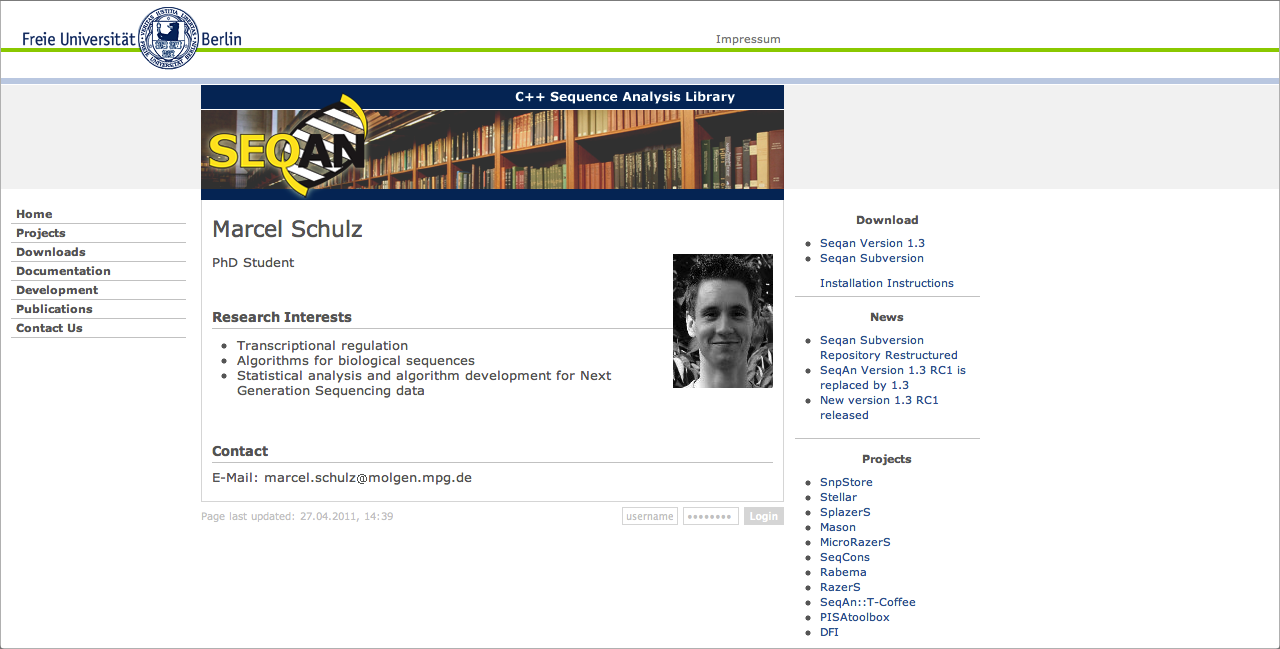 Freie Universität Berlin
Impressum
C++ Sequence Analysis Library
SEQAN
Home
Projects
Downloads
Documentation
Development
Publications
Contact Us
Marcel Schulz
PhD Student
Research Interests
Transcriptional regulation
Algorithms for biological sequences
Statistical analysis and algorithm development for Next
Generation Sequencing data
Contact
E-Mail: marcel.schulz@molgen.mpg.de
Page last updated: 27.04.2011, 14:39
username
••••••••
Login
Download
Seqan Version 1.3
Seqan Subversion
Installation Instructions
News
Seqan Subversion
Repository Restructured
SeqAn Version 1.3 RC1 is
replaced by 1.3
New version 1.3 RC1
released
Projects
SnpStore
Stellar
SplazerS
Mason
MicroRazerS
SeqCons
Rabema
RazerS
SeqAn::T-Coffee
PISAtoolbox
DFI